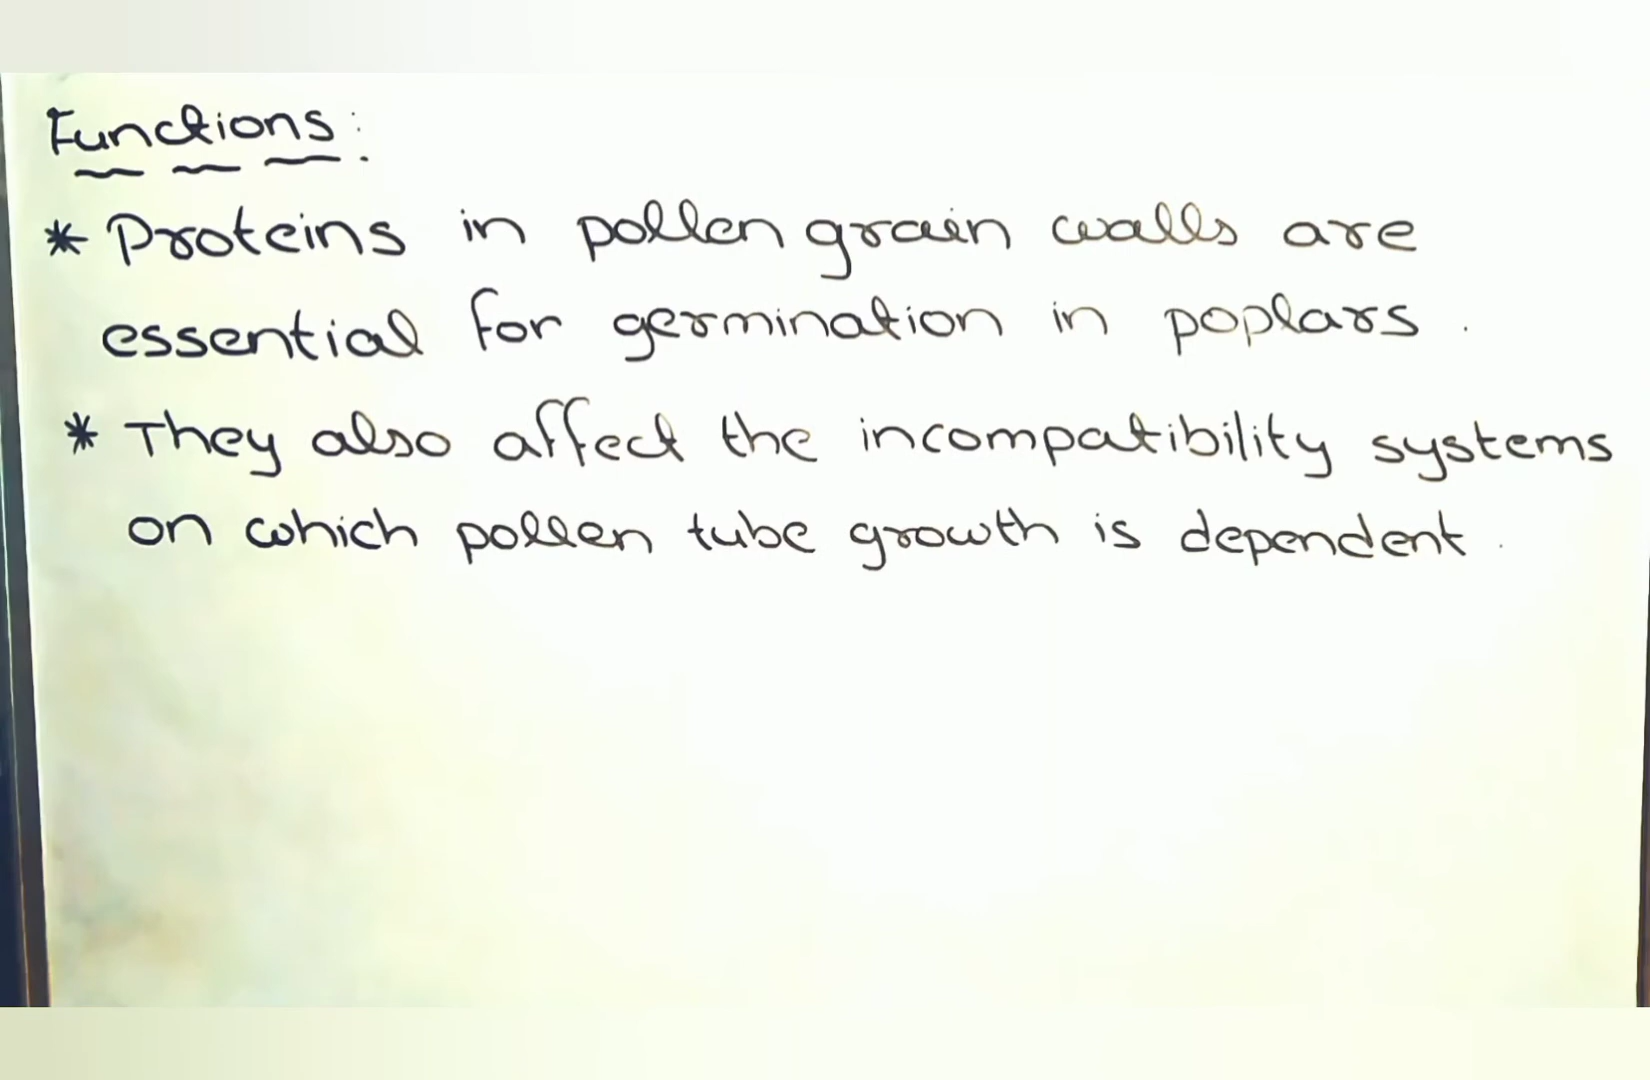 Functions:
* Proteins in pollen grain walls are
essential for germination in poplars.
* They also affect the incompatibility systems
on which pollen tube growth is dependent.